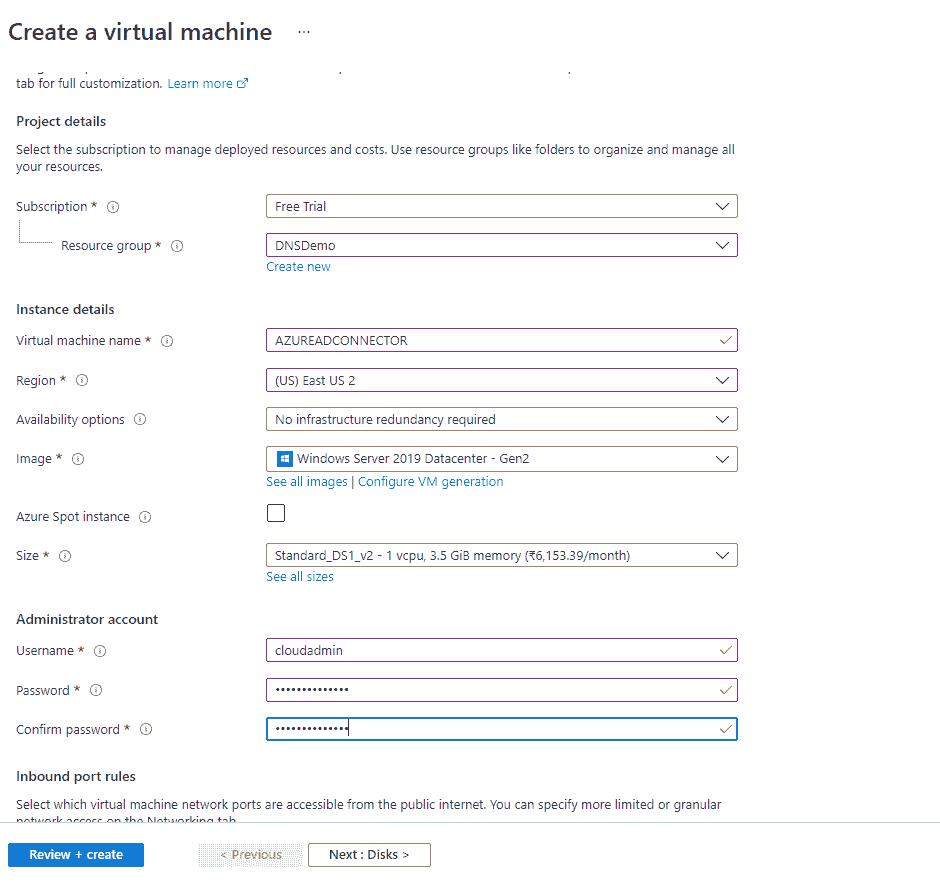 Create a virtual machine ...
tab for full customization. Learn more
Project details
Select the subscription to manage deployed resources and costs. Use resource groups like folders to organize and manage all
your resources.
Subscription *
Free Trial
Resource group *
DNSDemo
Create new
Instance details
Virtual machine name *
AZUREADCONNECTOR
Region *
(US) East US 2
Availability options
No infrastructure redundancy required
Image *
Windows Server 2019 Datacenter - Gen2
See all images | Configure VM generation
Azure Spot instance
Size *
Standard_DS1_v2 - 1 vcpu, 3.5 GiB memory (₹6,153.39/month)
See all sizes
Administrator account
Username *
cloudadmin
Password *
••••••••••••••
Confirm password *
••••••••••••••
Inbound port rules
Select which virtual machine network ports are accessible from the public internet. You can specify more limited or granular
network access on the Networking tab
Review + create
< Previous
Next : Disks >